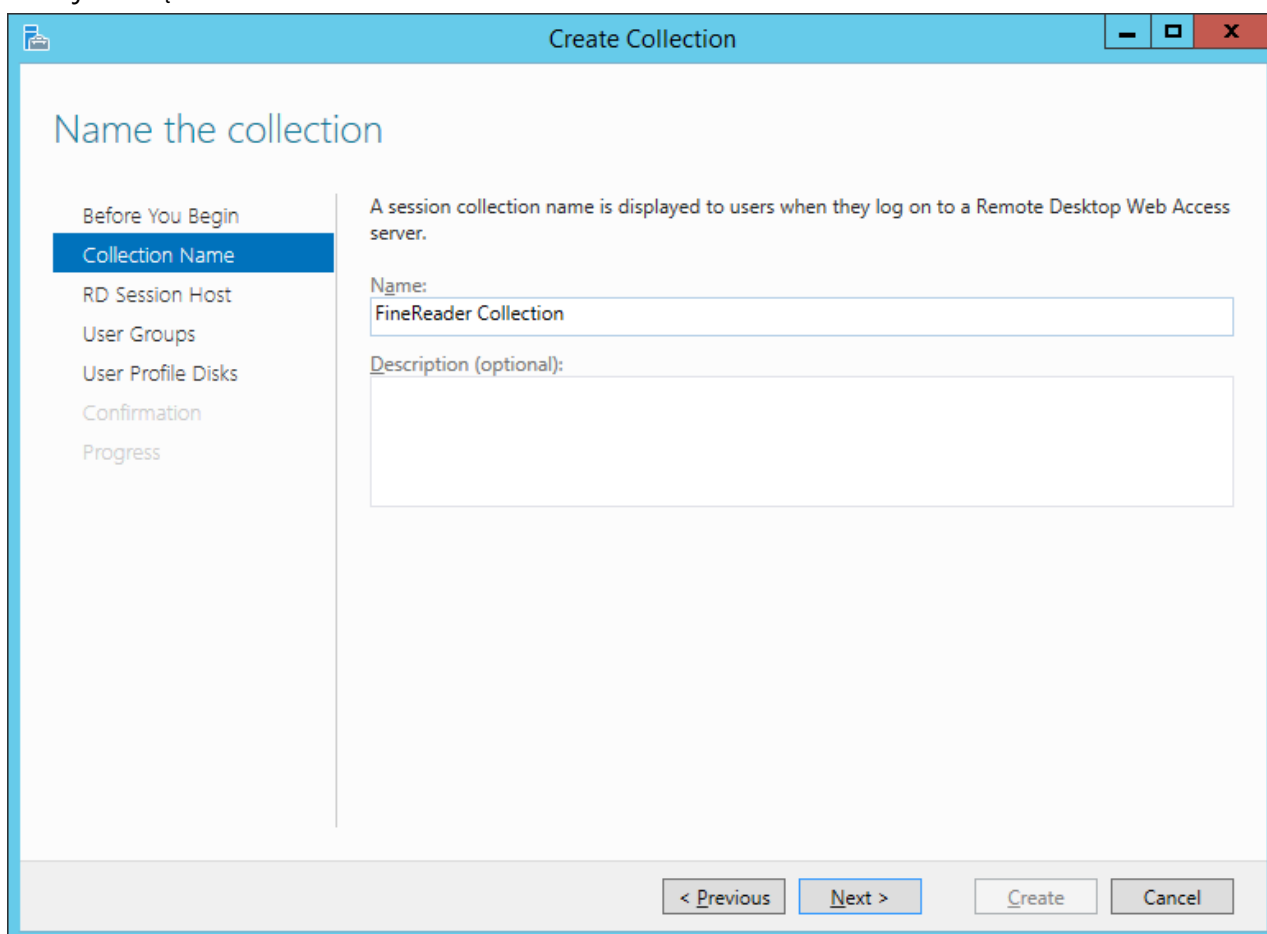 Create Collection
Name the collection
Before You Begin
Collection Name
RD Session Host
User Groups
User Profile Disks
Confirmation
Progress
A session collection name is displayed to users when they log on to a Remote Desktop Web Access
server.
Name:
FineReader Collection
Description (optional):
< Previous
Next >
Create
Cancel